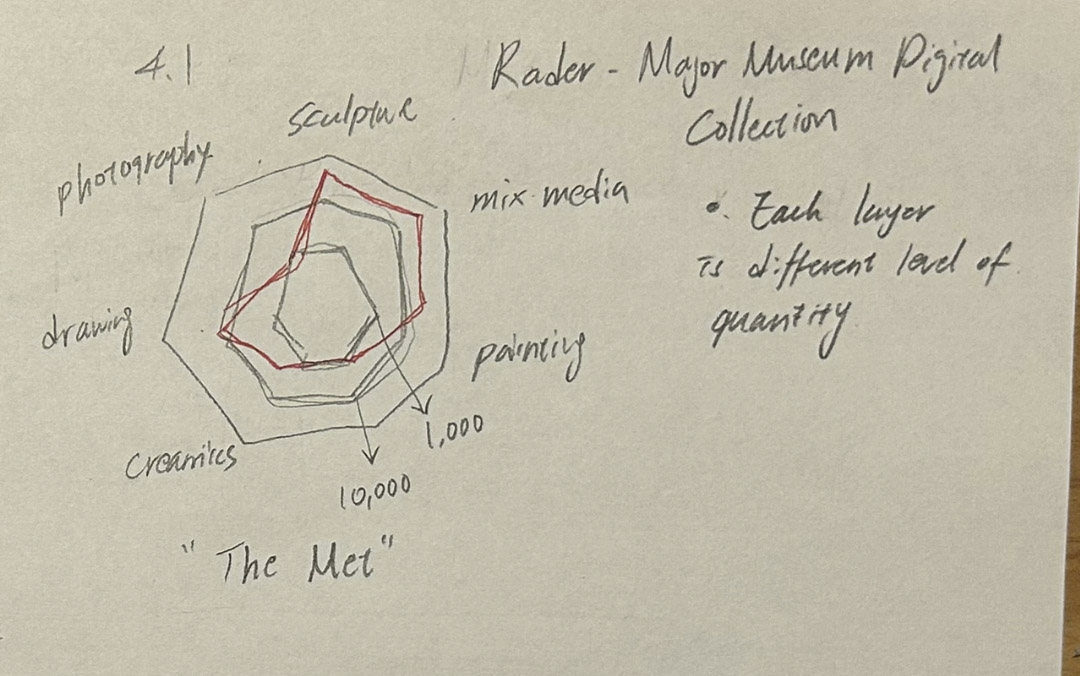 4.1
Rader - Major Museum Digital
Collection
sculpture
photography
mix media
• Each layer
is different level of
quantity
drawing
painting
1,000
Creamics
10,000
"The Met"